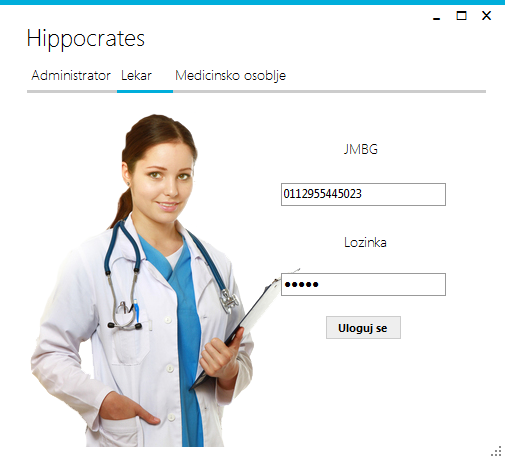 Hippocrates
Administrator Lekar Medicinsko osoblje
JMBG
0112955445023
Lozinka
●●●●●
Uloguj se